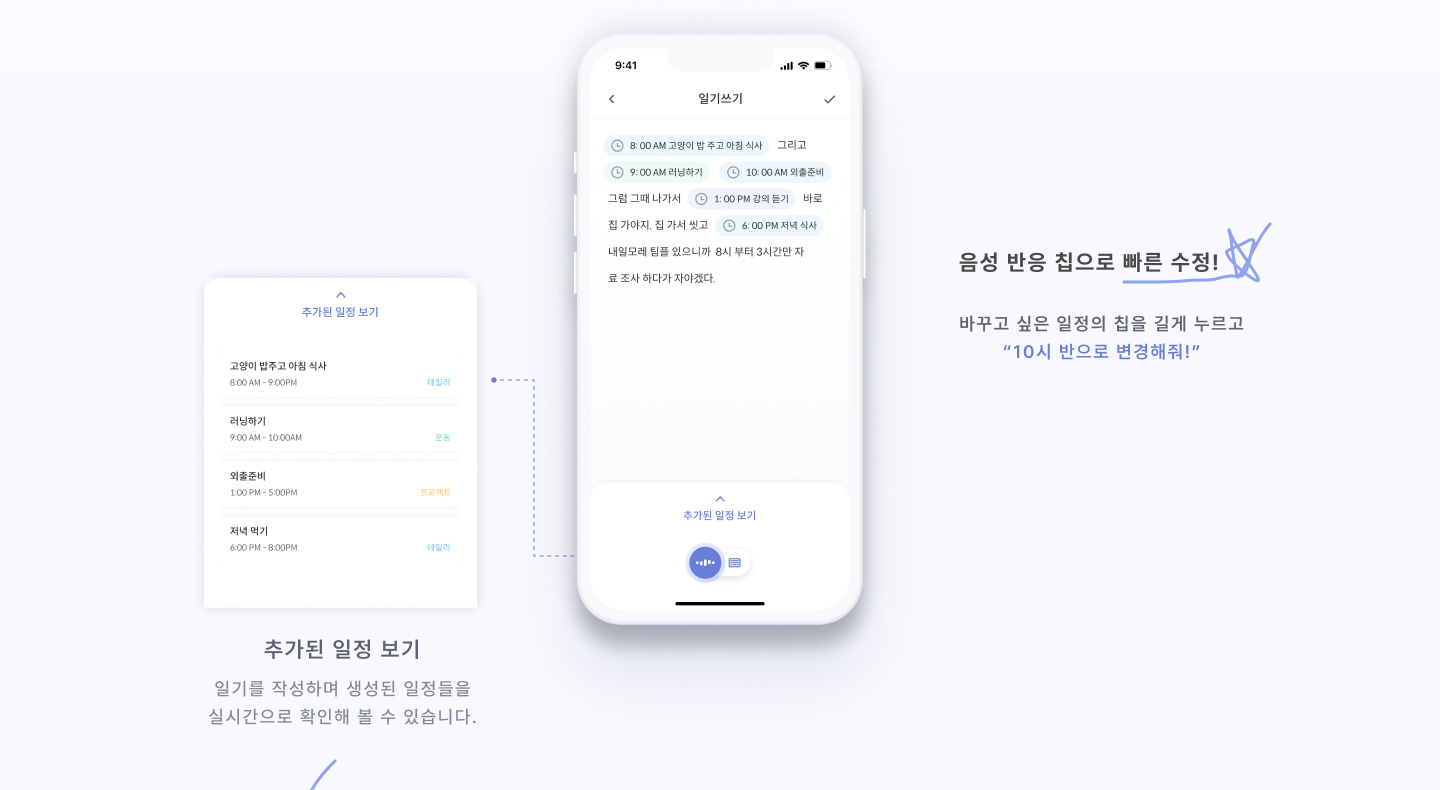 추가된 일정 보기
고양이 밥주고 아침 식사
8:00 AM - 9:00PM
데일리
러닝하기
9:00 AM - 10:00AM
운동
외출준비
1:00 PM - 5:00PM
프로젝트
저녁 먹기
6:00 PM - 8:00PM
데일리
추가된 일정 보기
일기를 작성하며 생성된 일정들을
실시간으로 확인해 볼 수 있습니다.
9:41
일기쓰기
8: 00 AM 고양이 밥 주고 아침 식사 그리고
9: 00 AM 러닝하기 10: 00 AM 외출준비
그럼 그때 나가서 1: 00 PM 강의 듣기 바로
집 가야지. 집 가서 씻고 6: 00 PM 저녁 식사
내일모레 팀플 있으니까 8시 부터 3시간만 자
료 조사 하다가 자야겠다.
추가된 일정 보기
음성 반응 칩으로 빠른 수정!
바꾸고 싶은 일정의 칩을 길게 누르고
“10시 반으로 변경해줘!”